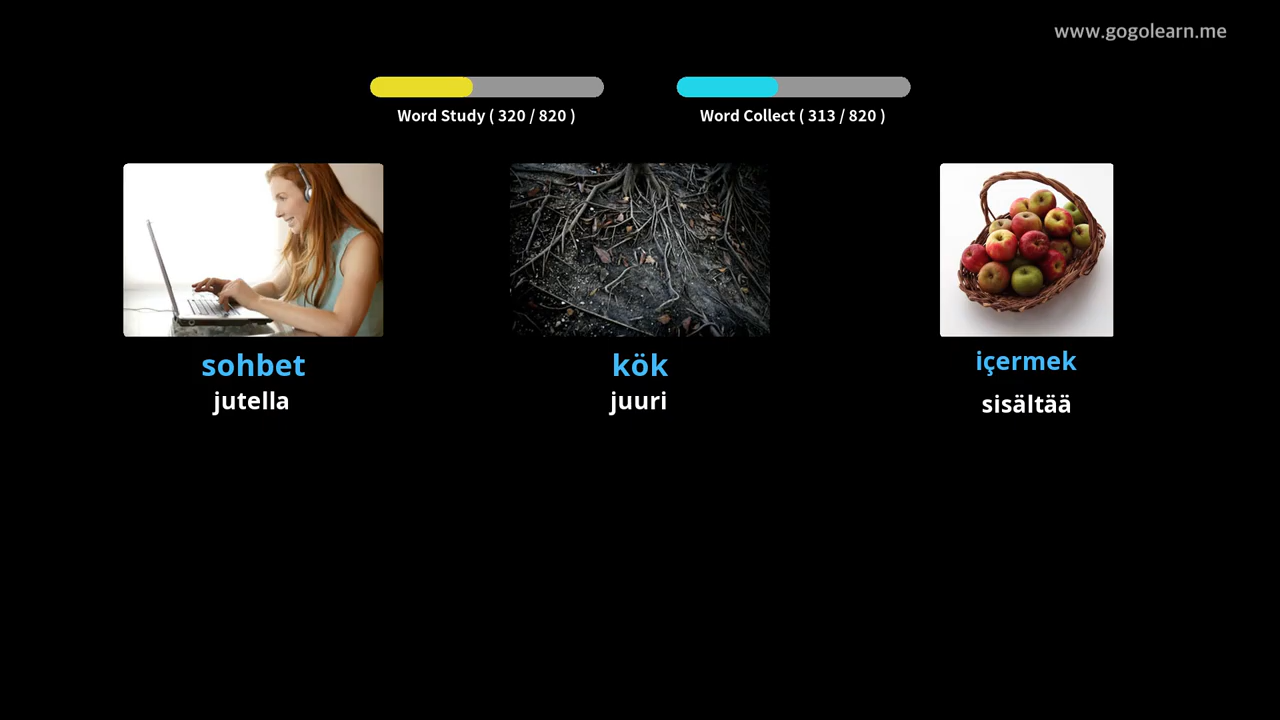 www.gogolearn.me
Word Study ( 320 / 820 )
Word Collect ( 313 / 820 )
sohbet
jutella
kök
juuri
içermek
sisältää